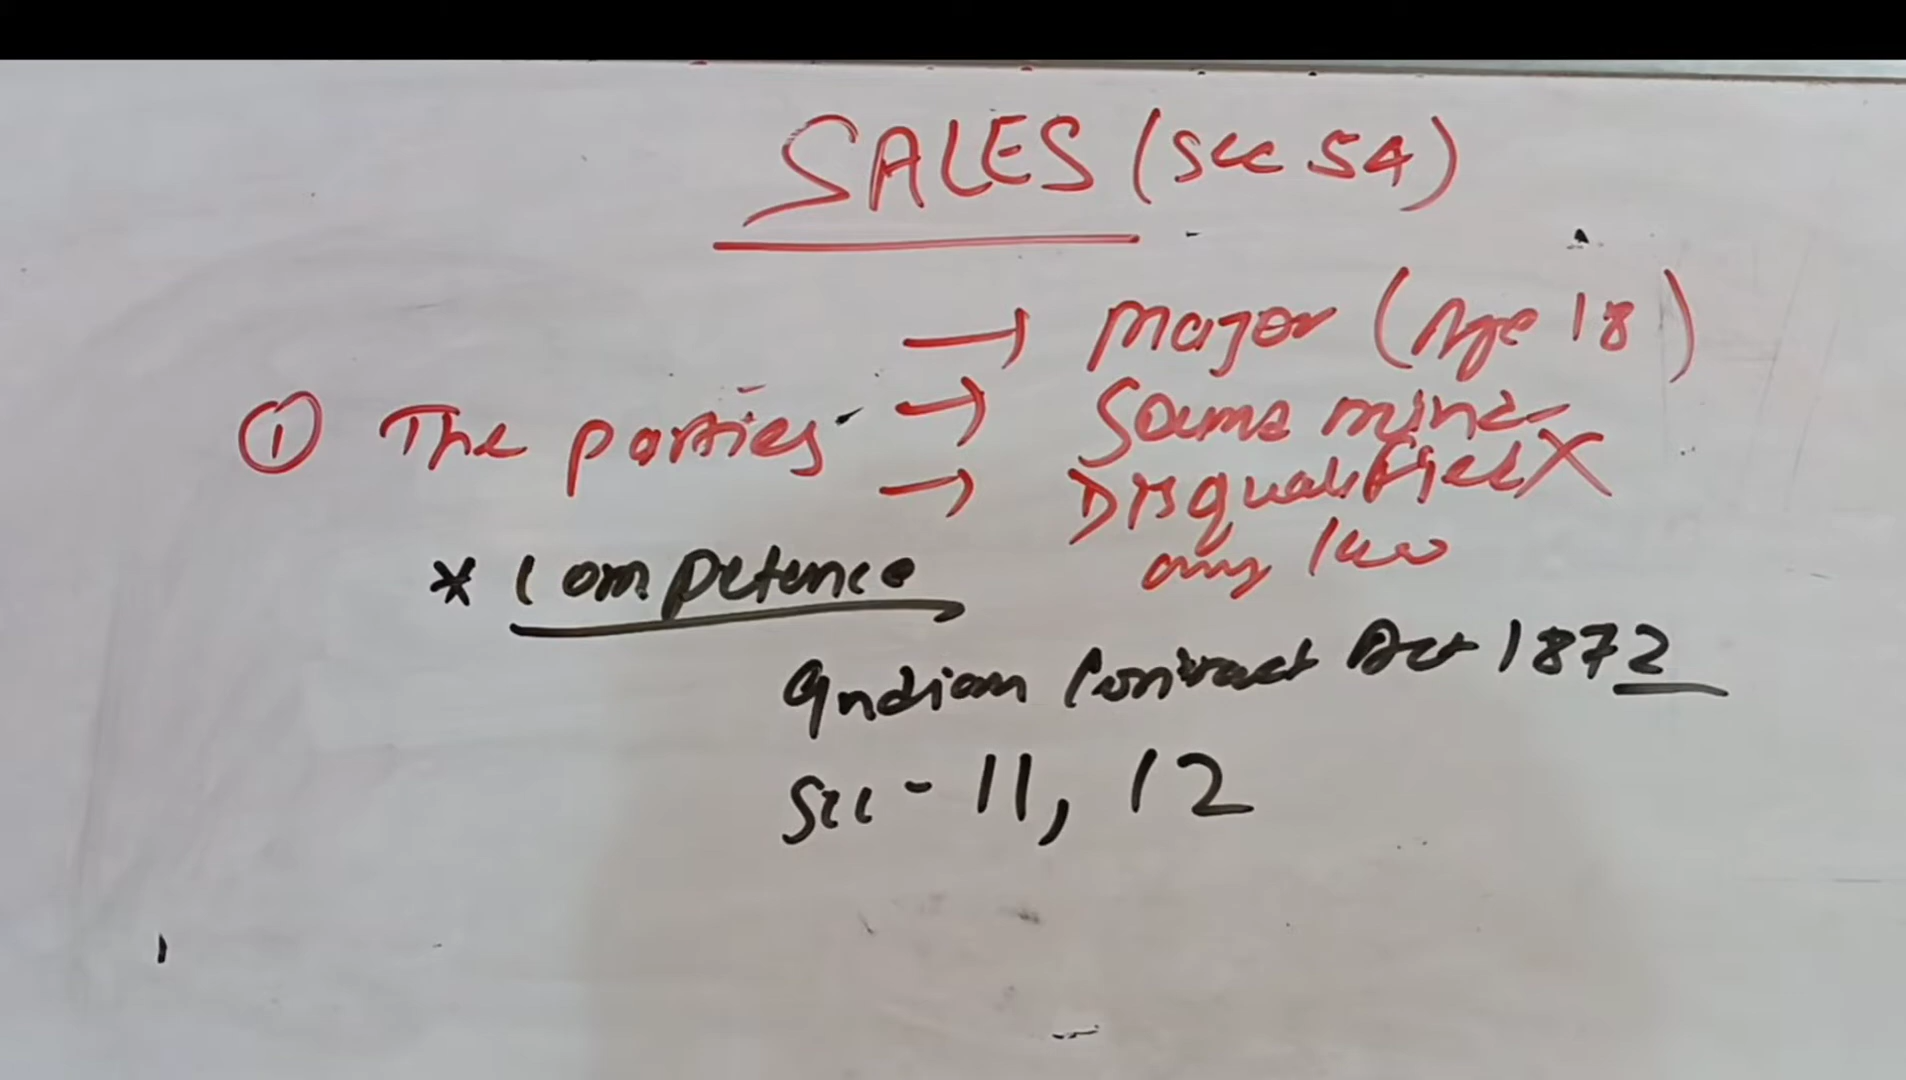 SALES (Sec 54)
→ Major (Age 18)
① The parties → Sound mind
→ Disqualified X
any law
* Competence
Indian Contract Act 1872
Sec - 11, 12